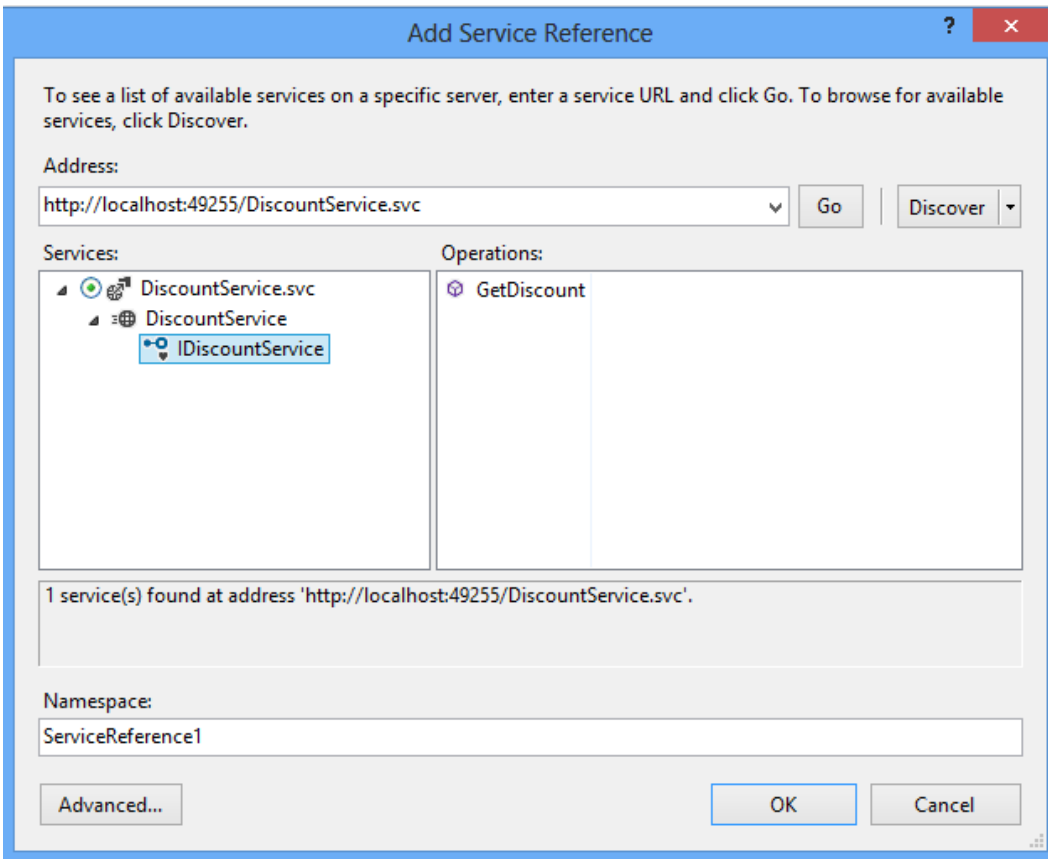 Add Service Reference
?
To see a list of available services on a specific server, enter a service URL and click Go. To browse for available
services, click Discover.
Address:
http://localhost:49255/DiscountService.svc
Go
Discover
Services:
Operations:
DiscountService.svc
DiscountService
IDiscountService
GetDiscount
1 service(s) found at address 'http://localhost:49255/DiscountService.svc'.
Namespace:
ServiceReference1
Advanced...
OK
Cancel